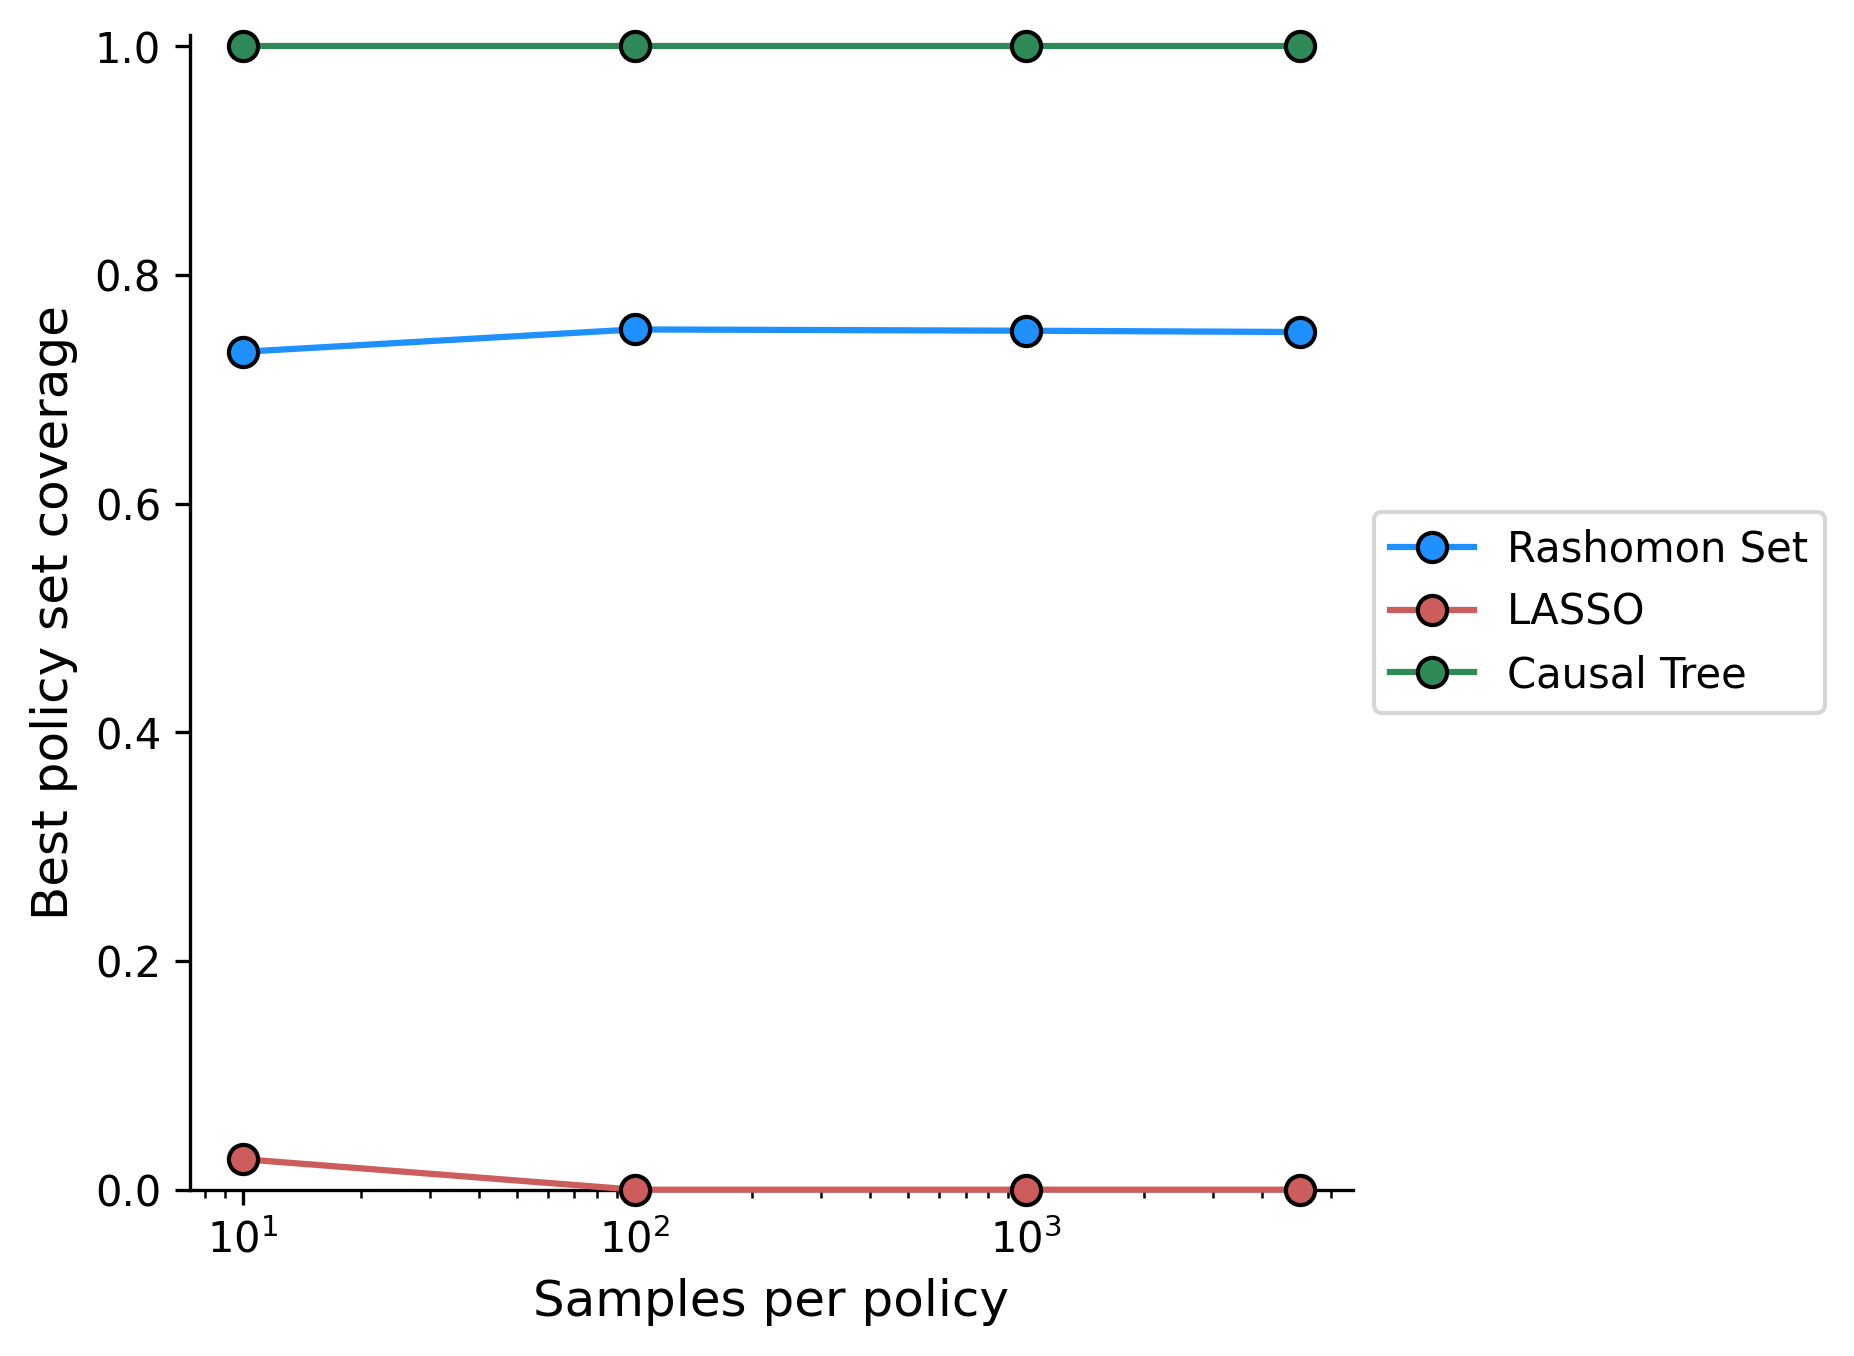 1.0
0.8
0.6
0.4
0.2
0.0
Best policy set coverage
10¹ 10² 10³
Samples per policy
Rashomon Set
LASSO
Causal Tree